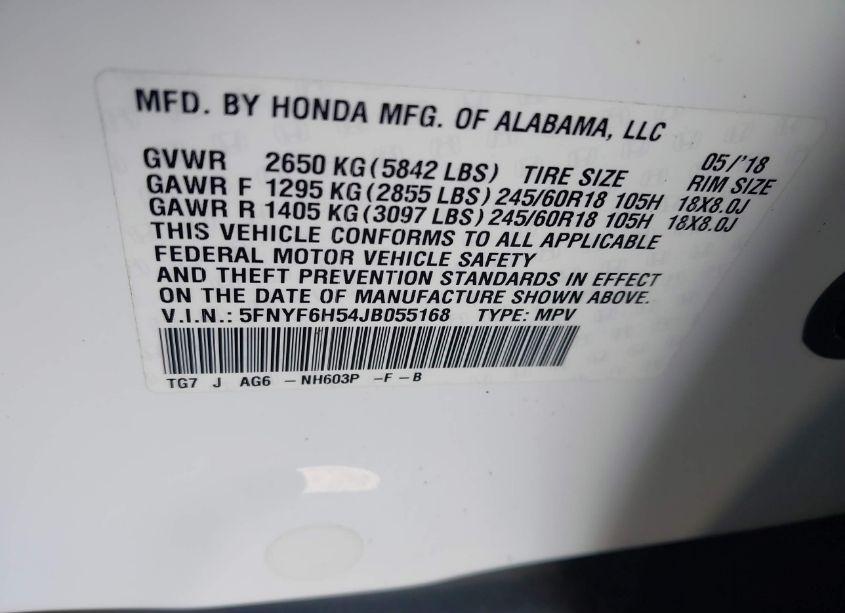 MFD. BY HONDA MFG. OF ALABAMA, LLC
05/'18
GVWR 2650 KG (5842 LBS) TIRE SIZE RIM SIZE
GAWR F 1295 KG (2855 LBS) 245/60R18 105H 18X8.0J
GAWR R 1405 KG (3097 LBS) 245/60R18 105H 18X8.0J
THIS VEHICLE CONFORMS TO ALL APPLICABLE
FEDERAL MOTOR VEHICLE SAFETY
AND THEFT PREVENTION STANDARDS IN EFFECT
ON THE DATE OF MANUFACTURE SHOWN ABOVE.
V.I.N.: 5FNYF6H54JB055168 TYPE: MPV
TG7 J AG6 -NH603P -F-B